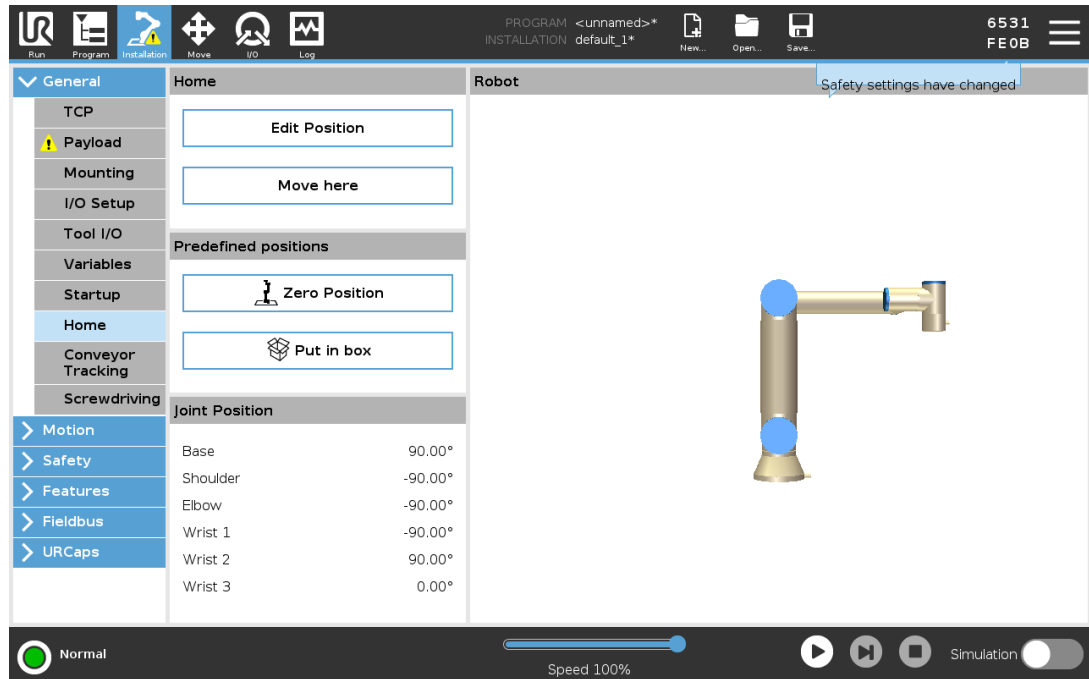 PROGRAM <unnamed>*
INSTALLATION default_1*
6531
FE0B
Run
Program
Installation
Move
I/O
Log
New...
Open...
Save...
Safety settings have changed
General
TCP
Payload
Mounting
I/O Setup
Tool I/O
Variables
Startup
Home
Conveyor
Tracking
Screwdriving
Motion
Safety
Features
Fieldbus
URCaps
Home
Edit Position
Move here
Predefined positions
Zero Position
Put in box
Joint Position
Base 90.00°
Shoulder -90.00°
Elbow -90.00°
Wrist 1 -90.00°
Wrist 2 90.00°
Wrist 3 0.00°
Robot
Normal
Speed 100%
Simulation